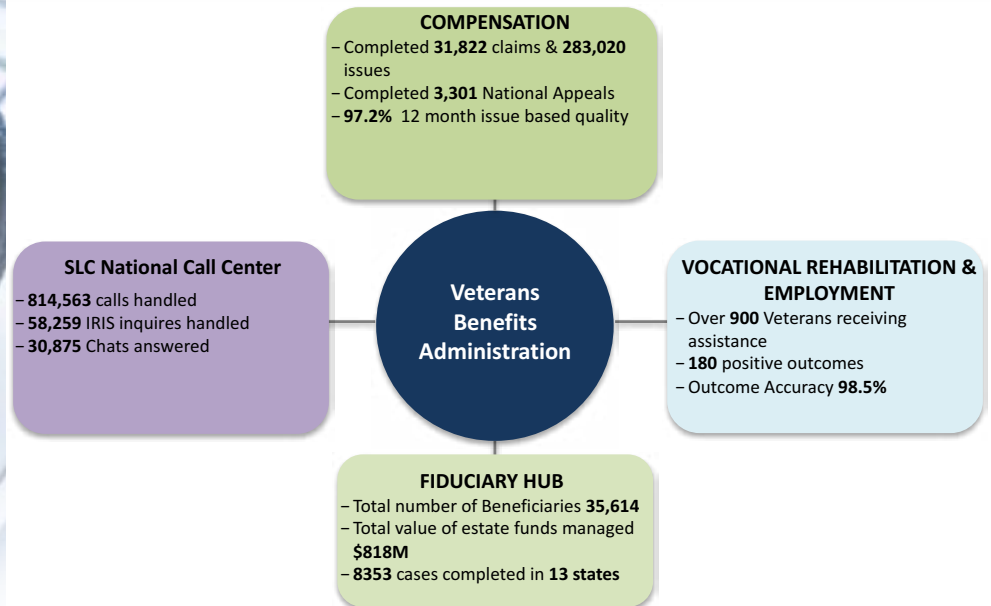 COMPENSATION
– Completed 31,822 claims & 283,020
issues
– Completed 3,301 National Appeals
– 97.2% 12 month issue based quality
SLC National Call Center
– 814,563 calls handled
– 58,259 IRIS inquires handled
– 30,875 Chats answered
Veterans
Benefits
Administration
VOCATIONAL REHABILITATION &
EMPLOYMENT
– Over 900 Veterans receiving
assistance
– 180 positive outcomes
– Outcome Accuracy 98.5%
FIDUCIARY HUB
– Total number of Beneficiaries 35,614
– Total value of estate funds managed
$818M
– 8353 cases completed in 13 states